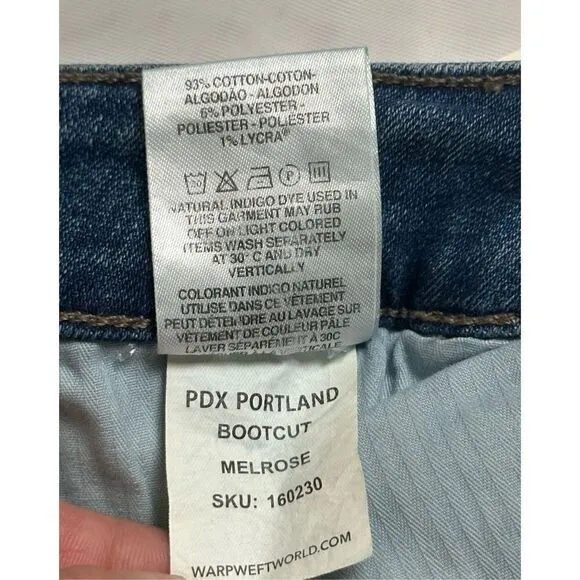 93% COTTON-COTON-
ALGODÃO - ALGODON
6% POLYESTER -
POLIESTER - POLIÉSTER
1% LYCRA®
NATURAL INDIGO DYE USED IN
THIS GARMENT MAY RUB
OFF ON LIGHT COLORED
ITEMS WASH SEPARATELY
AT 30° C AND DRY
VERTICALLY
COLORANT INDIGO NATUREL
UTILISE DANS CE VÊTEMENT
PEUT DÉTEINDRE AU LAVAGE SUR
VÊTEMENT DE COULEUR PÂLE
LAVER SÉPARÉMENT À 30C
PDX PORTLAND
BOOTCUT
MELROSE
SKU: 160230
WARPWEFTWORLD.COM